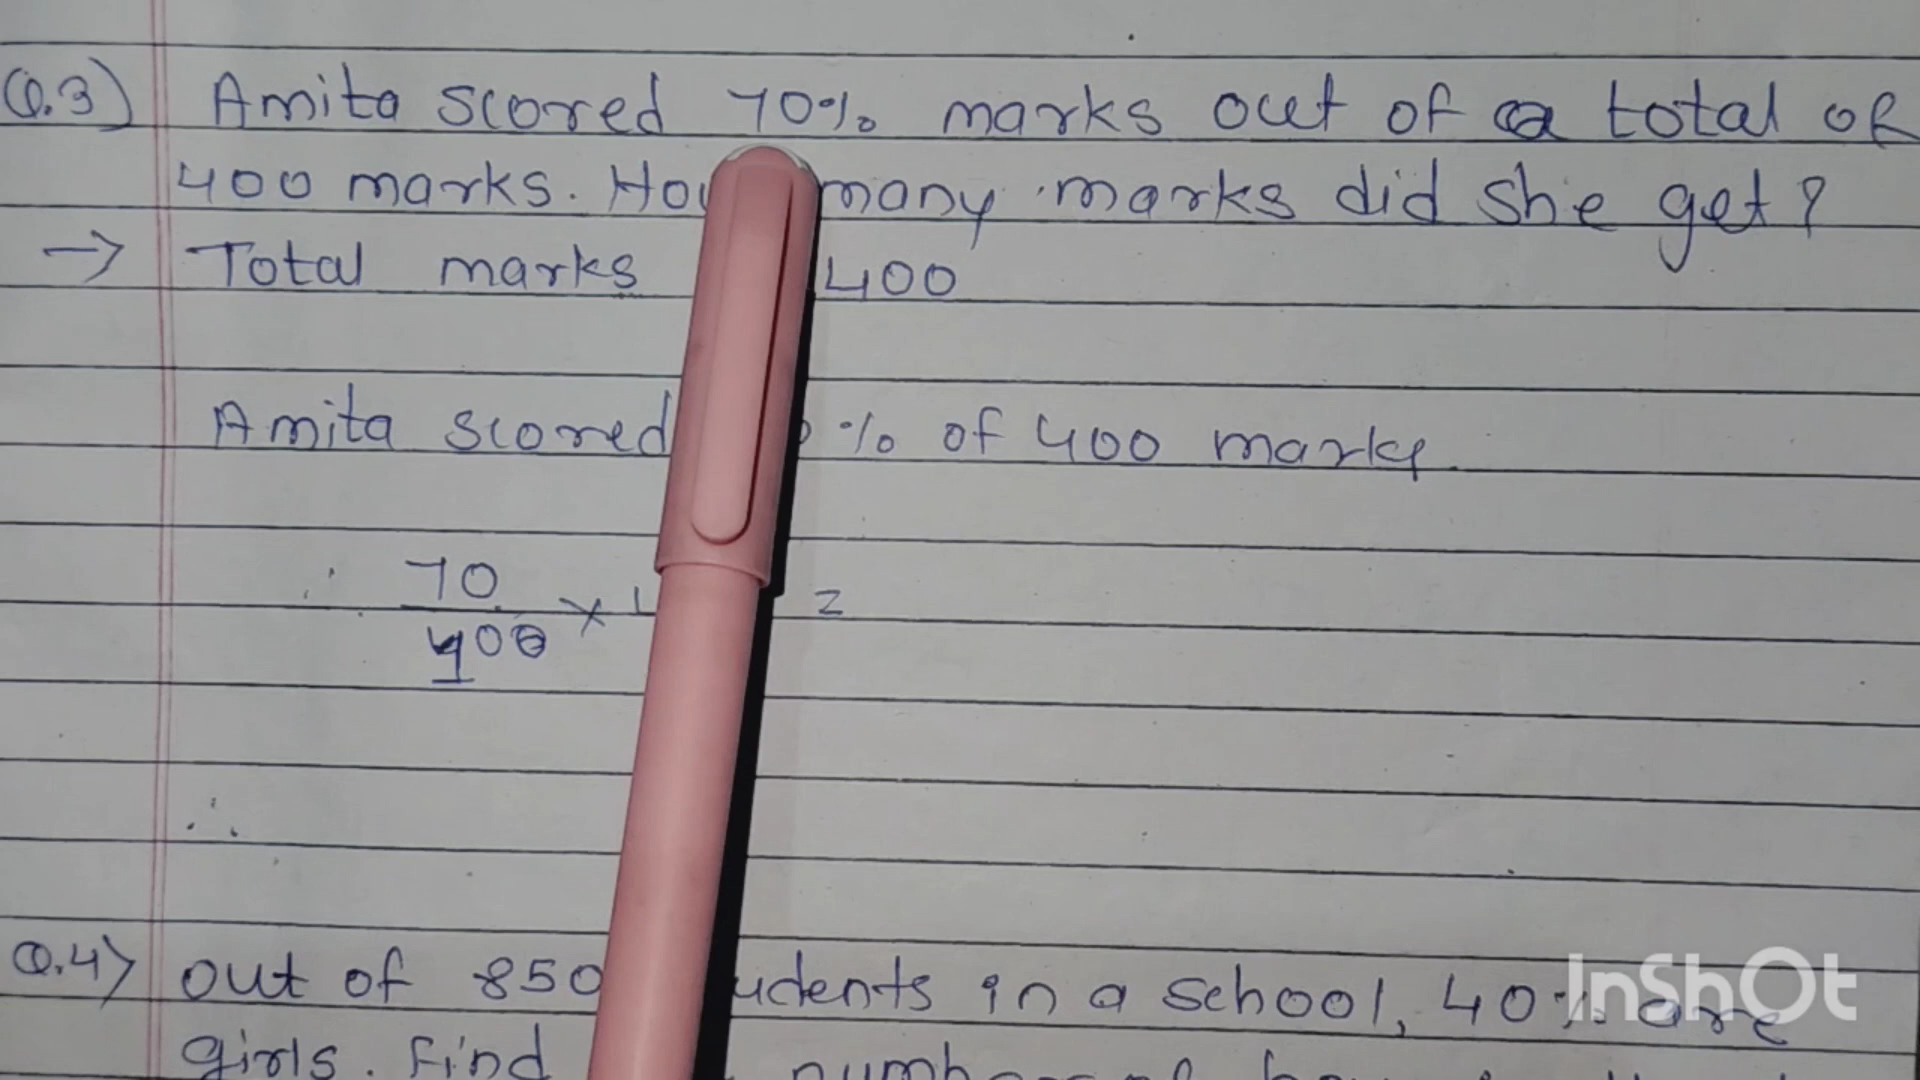 Q.3) Amita scored 70% marks out of a total of
400 marks. How many marks did she get?
→ Total marks 400
Amita scored % of 400 marks.
70
× =
Q.4) out of 850 students in a school, 40% are
girls. Find
InShOt